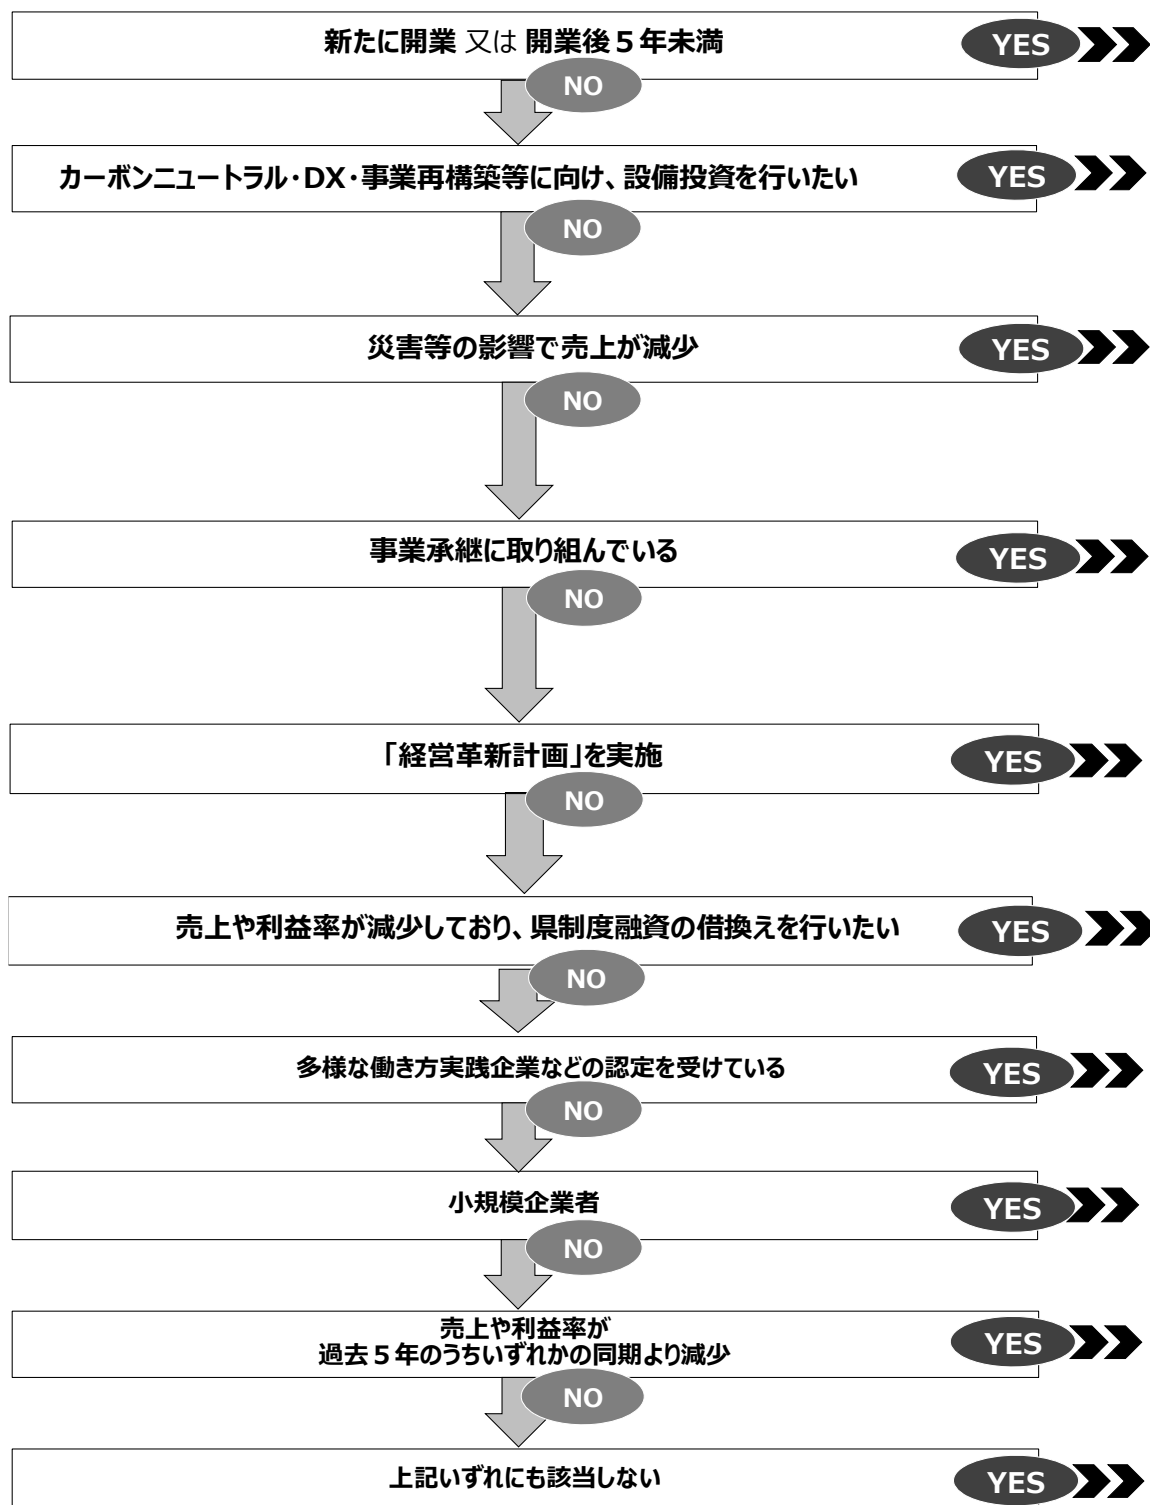 新たに開業 又は 開業後５年未満
YES
NO
カーボンニュートラル・DX・事業再構築等に向け、設備投資を行いたい
YES
NO
災害等の影響で売上が減少
YES
NO
事業承継に取り組んでいる
YES
NO
「経営革新計画」を実施
YES
NO
売上や利益率が減少しており、県制度融資の借換えを行いたい
YES
NO
多様な働き方実践企業などの認定を受けている
YES
NO
小規模企業者
YES
NO
売上や利益率が
過去５年のうちいずれかの同期より減少
YES
NO
上記いずれにも該当しない
YES